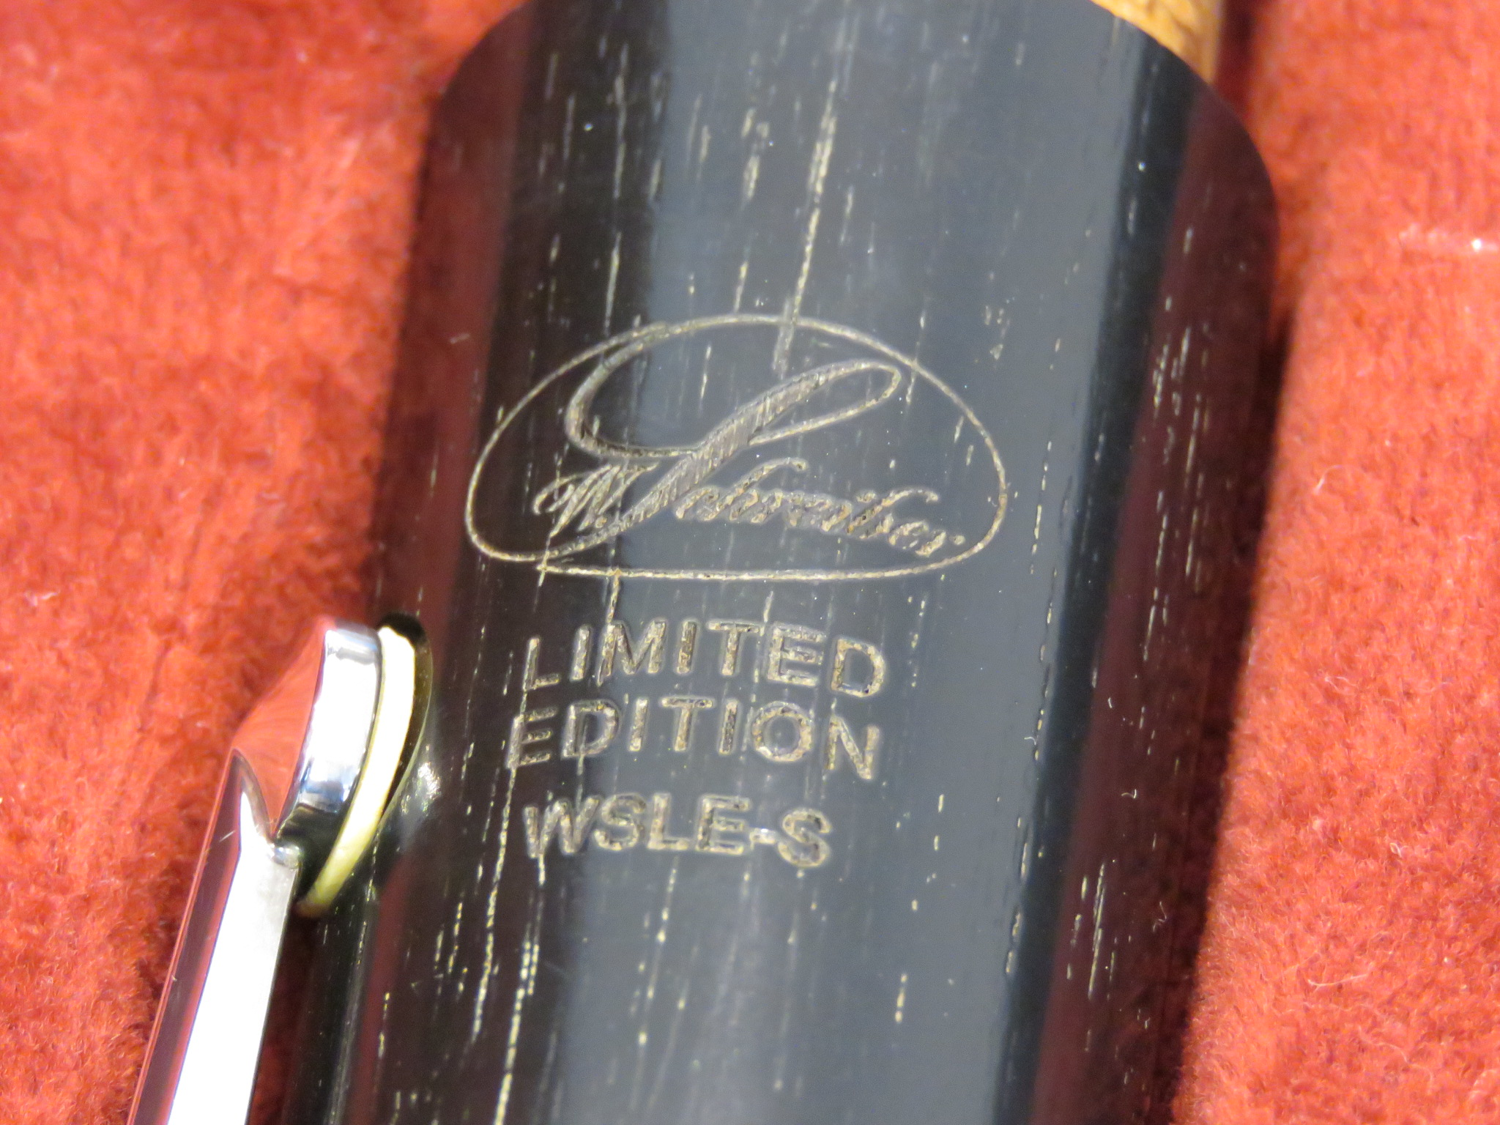 W. Schreiber
LIMITED
EDITION
WSLE-S